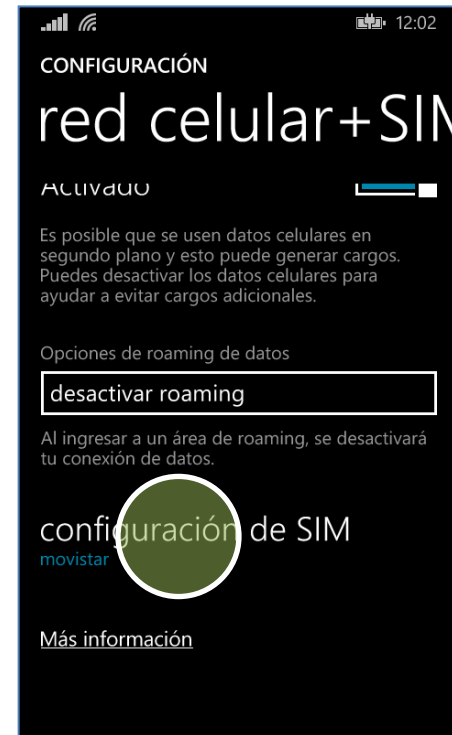 12:02
CONFIGURACIÓN
red celular+SIM
Activado
Es posible que se usen datos celulares en
segundo plano y esto puede generar cargos.
Puedes desactivar los datos celulares para
ayudar a evitar cargos adicionales.
Opciones de roaming de datos
desactivar roaming
Al ingresar a un área de roaming, se desactivará
tu conexión de datos.
configuración de SIM
movistar
Más información